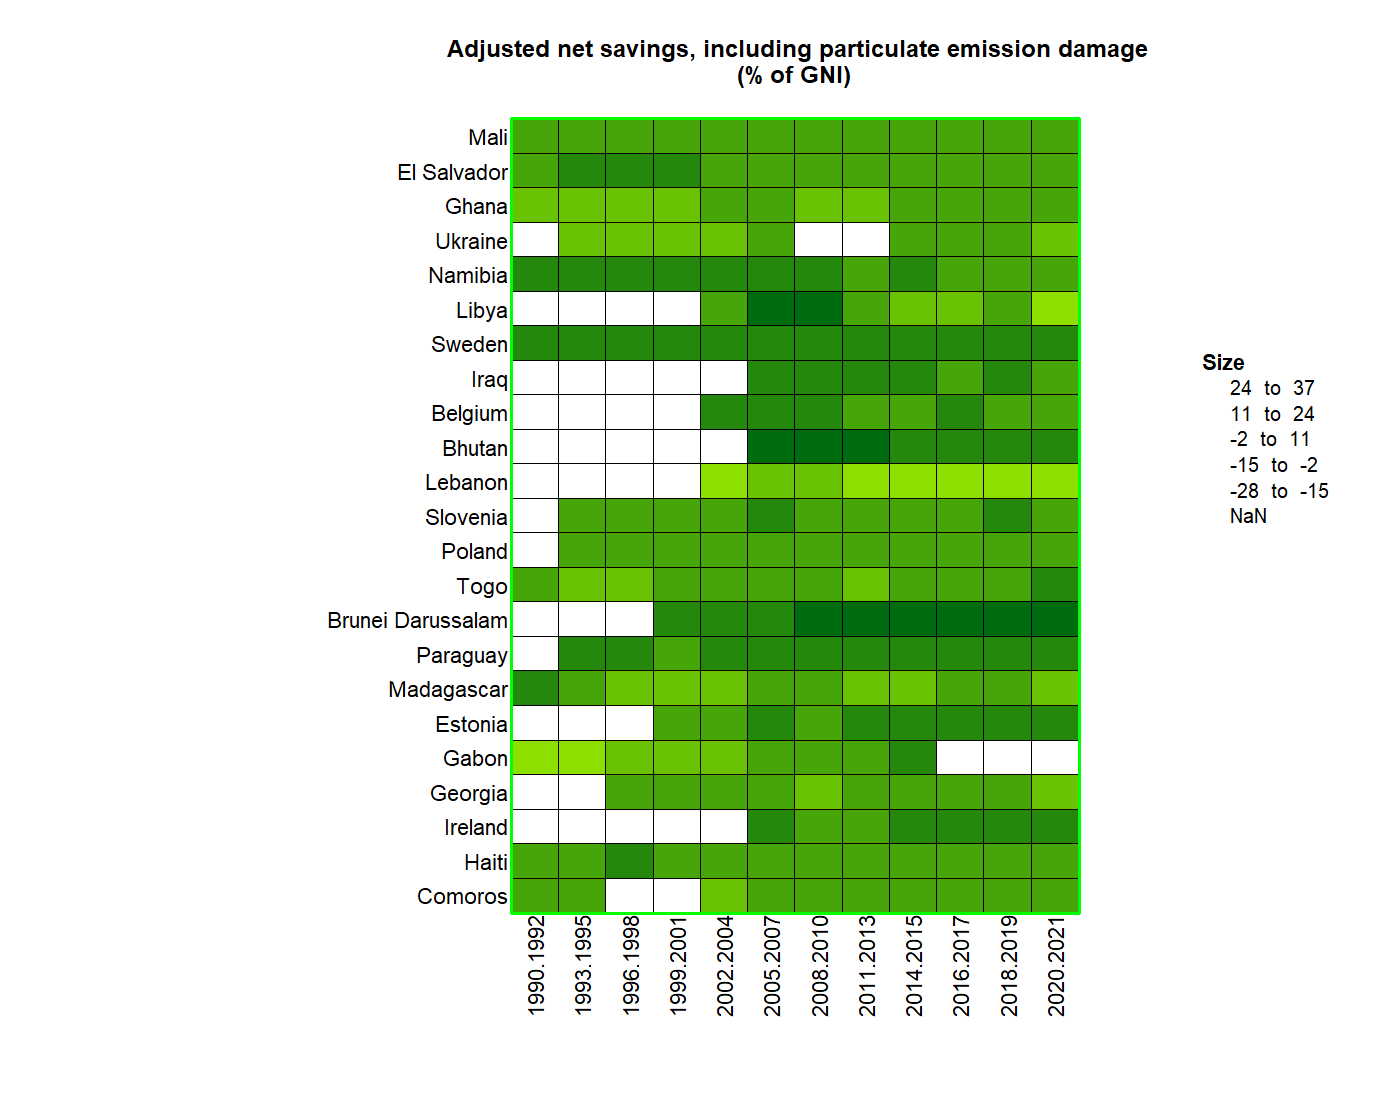 Adjusted net savings, including particulate emission damage
(% of GNI)
Mali
El Salvador
Ghana
Ukraine
Namibia
Libya
Sweden
Iraq
Belgium
Bhutan
Lebanon
Slovenia
Poland
Togo
Brunei Darussalam
Paraguay
Madagascar
Estonia
Gabon
Georgia
Ireland
Haiti
Comoros
1990.1992
1993.1995
1996.1998
1999.2001
2002.2004
2005.2007
2008.2010
2011.2013
2014.2015
2016.2017
2018.2019
2020.2021
Size
24 to 37
11 to 24
-2 to 11
-15 to -2
-28 to -15
NaN